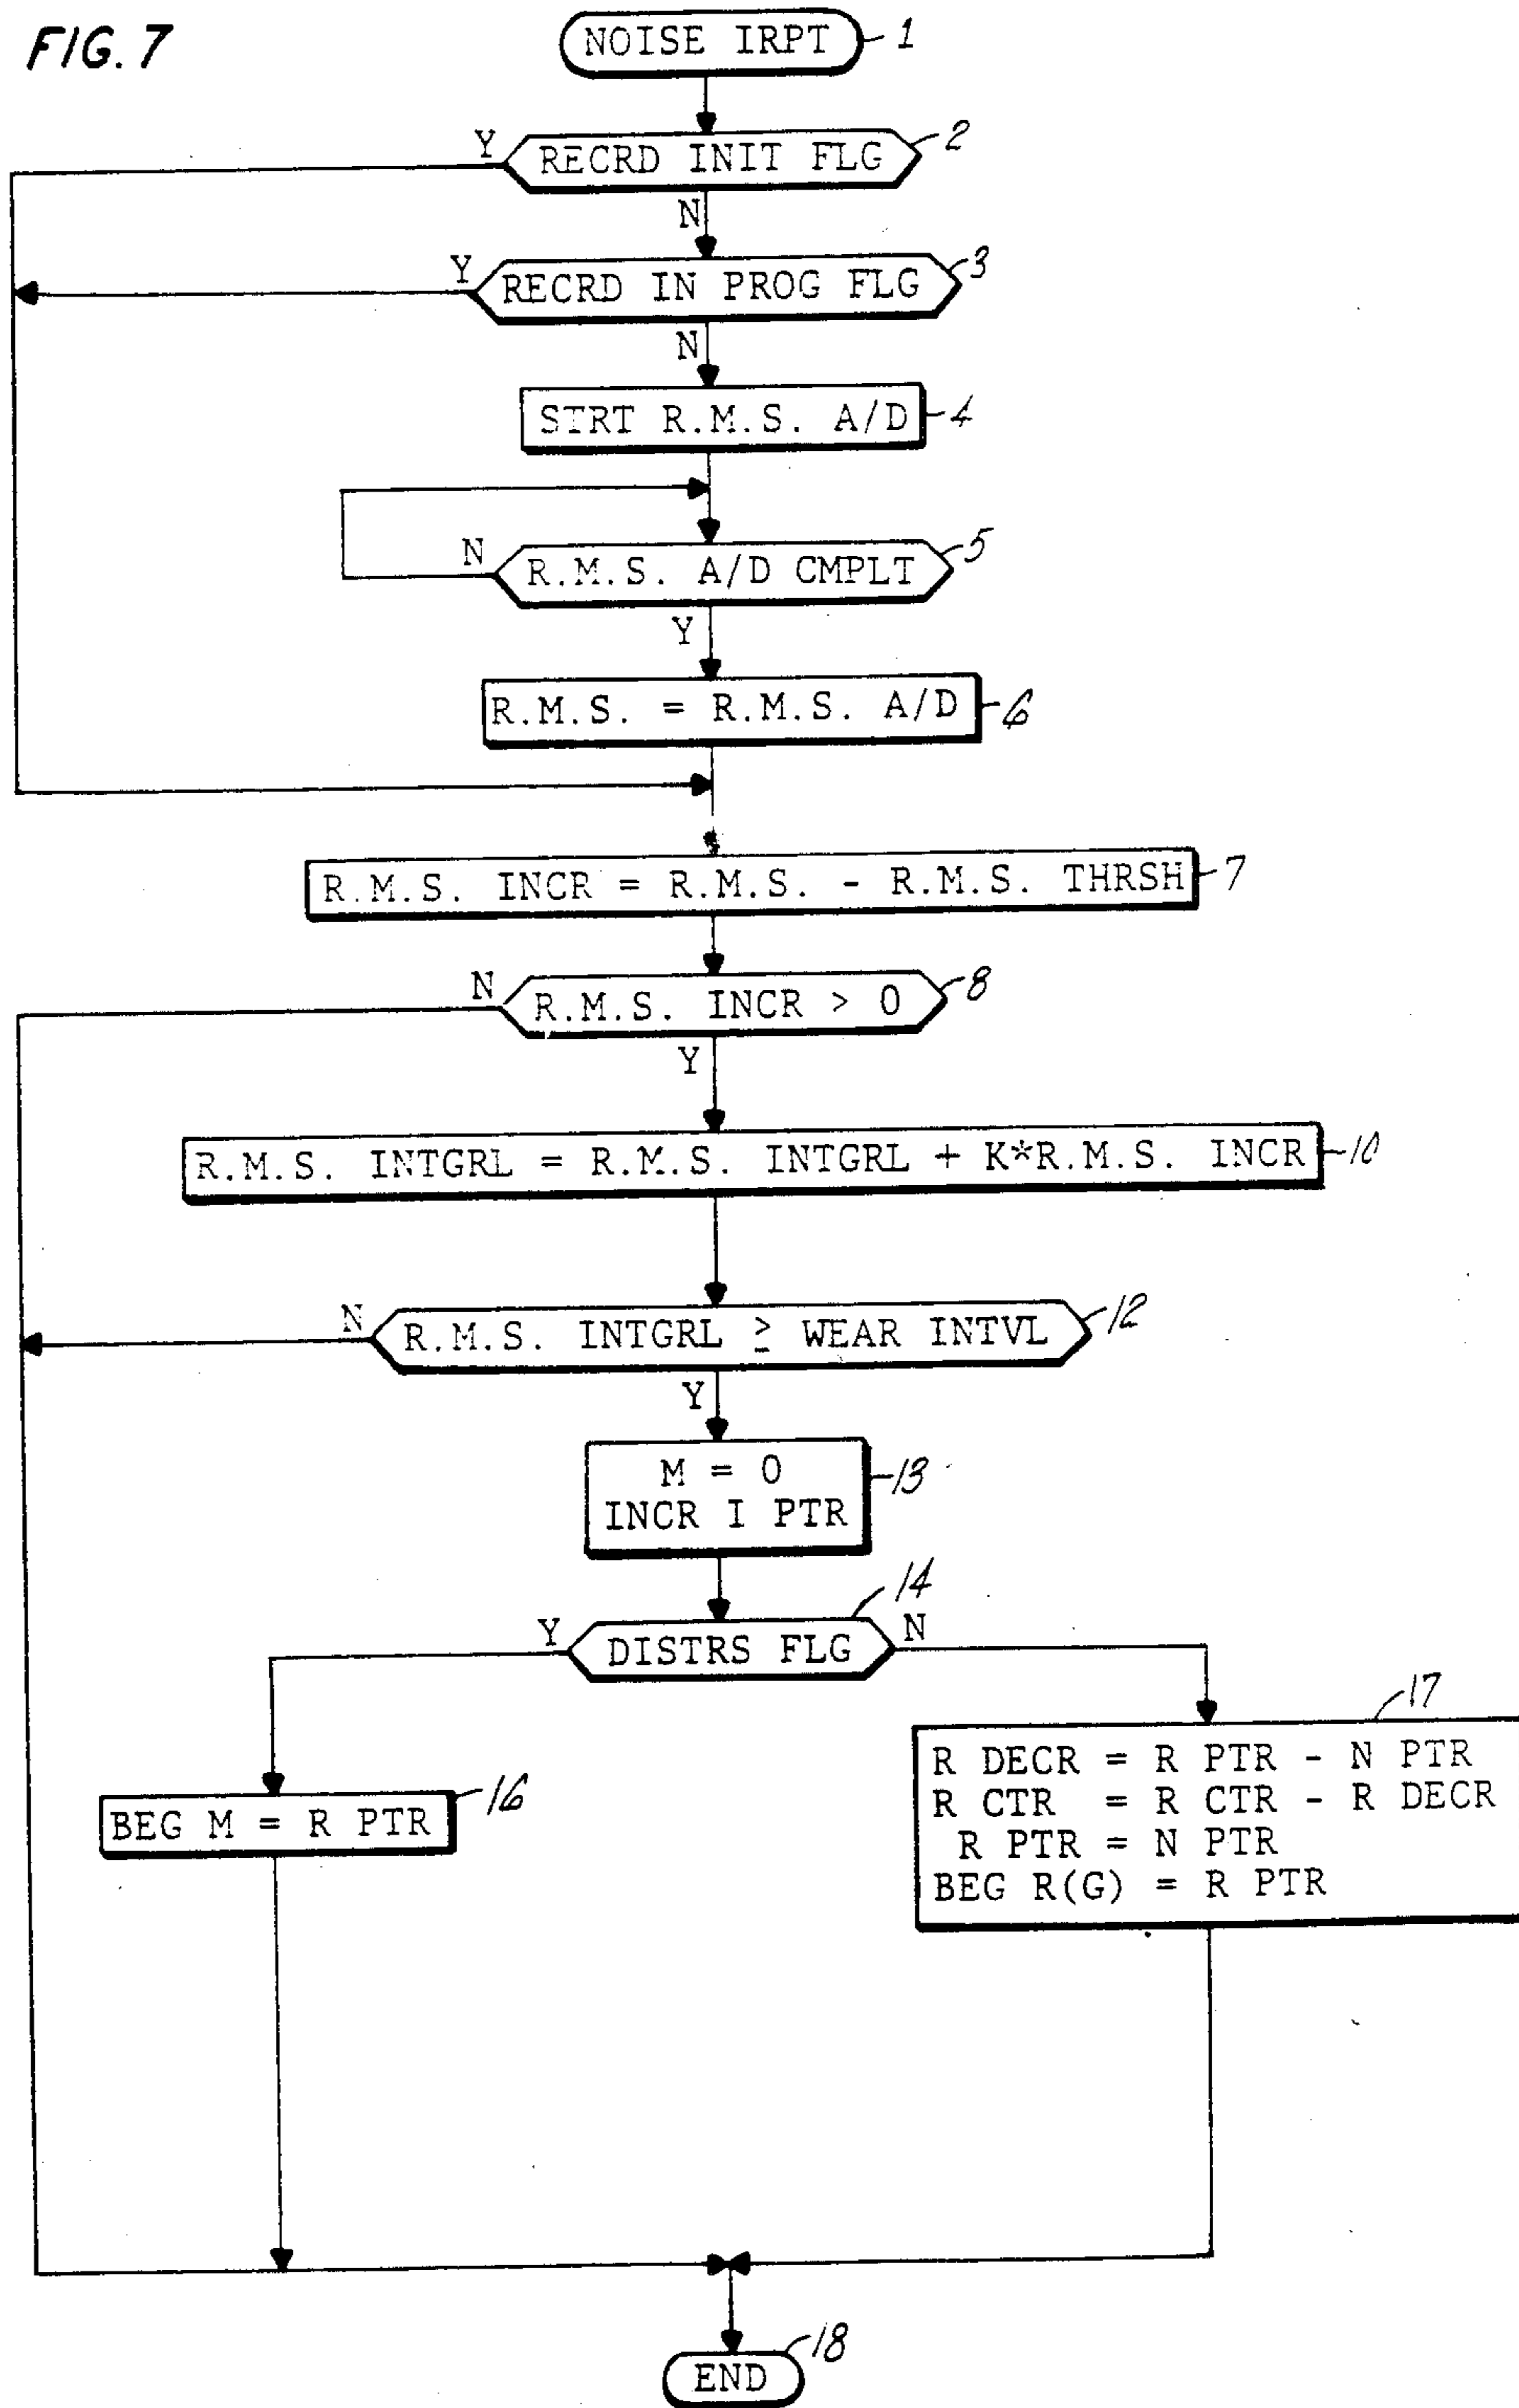 FIG. 7
NOISE IRPT 1
RECRD INIT FLG 2
Y
N
RECRD IN PROG FLG 3
Y
N
STRT R.M.S. A/D 4
R.M.S. A/D CMPLT 5
N
Y
R.M.S. = R.M.S. A/D 6
R.M.S. INCR = R.M.S. - R.M.S. THRSH 7
N
R.M.S. INCR > 0 8
Y
R.M.S. INTGRL = R.M.S. INTGRL + K*R.M.S. INCR 10
N
R.M.S. INTGRL ≥ WEAR INTVL 12
Y
M = 0
INCR I PTR
13
Y
DISTRS FLG 14
N
BEG M = R PTR 16
17
R DECR = R PTR - N PTR
R CTR = R CTR - R DECR
R PTR = N PTR
BEG R(G) = R PTR
END 18